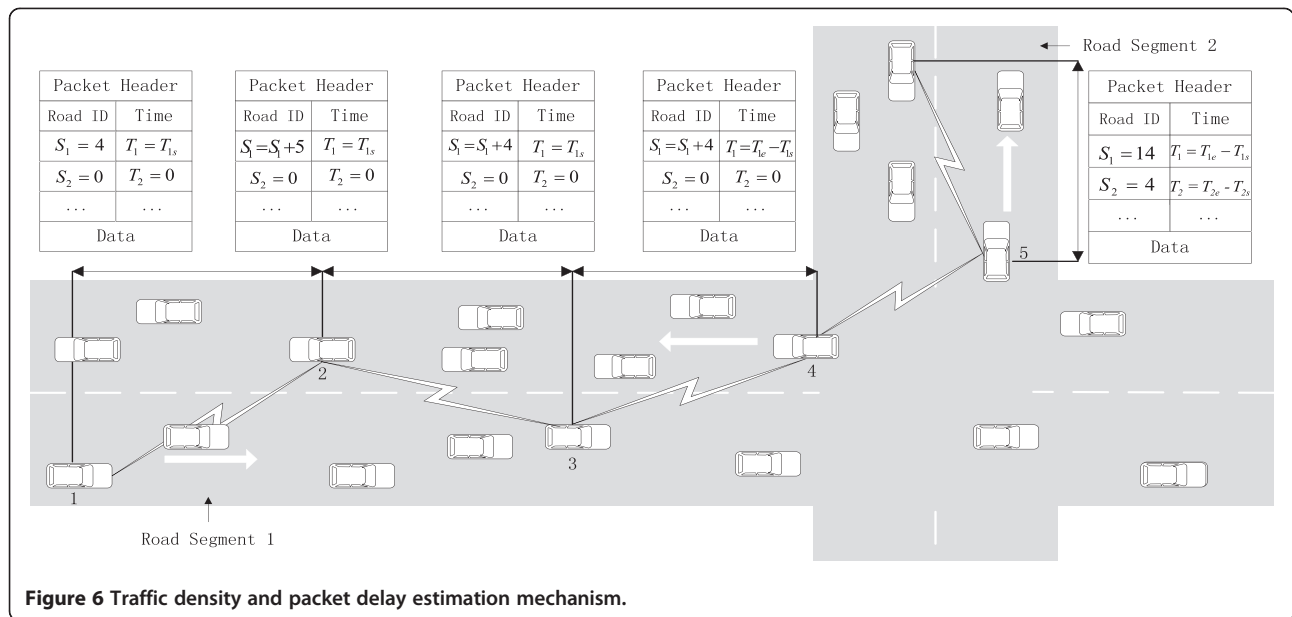 Road Segment 2
Packet Header
Road ID Time
S₁ = 4 T₁ = T₁ₛ
S₂ = 0 T₂ = 0
... ...
Data
Packet Header
Road ID Time
S₁=S₁+5 T₁ = T₁ₛ
S₂ = 0 T₂ = 0
... ...
Data
Packet Header
Road ID Time
S₁=S₁+4 T₁ = T₁ₛ
S₂ = 0 T₂ = 0
... ...
Data
Packet Header
Road ID Time
S₁=S₁+4 T₁=T₁ₑ−T₁ₛ
S₂ = 0 T₂ = 0
... ...
Data
Packet Header
Road ID Time
S₁ = 14 T₁ = T₁ₑ − T₁ₛ
S₂ = 4 T₂ = T₂ₑ - T₂ₛ
... ...
Data
5
2
4
3
1
Road Segment 1
Figure 6 Traffic density and packet delay estimation mechanism.